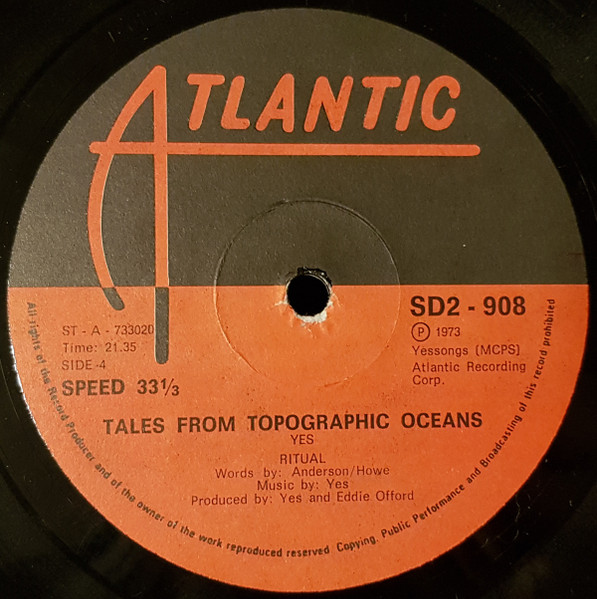 ATLANTIC
SD2 - 908
ST - A - 733020
Ⓟ 1973
Time: 21.35
Yessongs [MCPS]
SIDE - 4
Atlantic Recording
Corp.
SPEED 33⅓
TALES FROM TOPOGRAPHIC OCEANS
YES
RITUAL
Words by: Anderson/Howe
Music by: Yes
Produced by: Yes and Eddie Offord
All rights of the Record Producer and of the owner of the work reproduced reserved. Copying, Public Performance and Broadcasting of this record prohibited